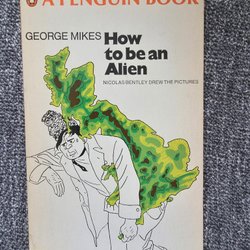 A PENGUIN BOOK
GEORGE MIKES How
to be an
Alien
NICOLAS BENTLEY DREW THE PICTURES